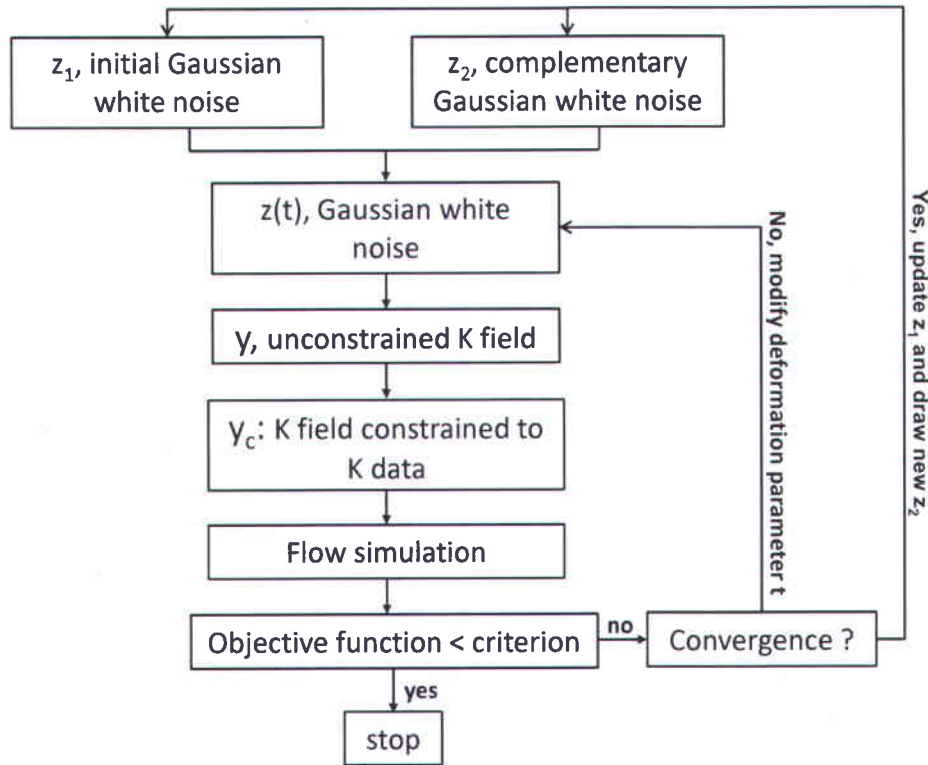 z₁, initial Gaussian
white noise
z₂, complementary
Gaussian white noise
z(t), Gaussian white
noise
y, unconstrained K field
y_c: K field constrained to
K data
Flow simulation
Objective function < criterion
no
Convergence ?
yes
stop
No, modify deformation parameter t
Yes, update z₁ and draw new z₂